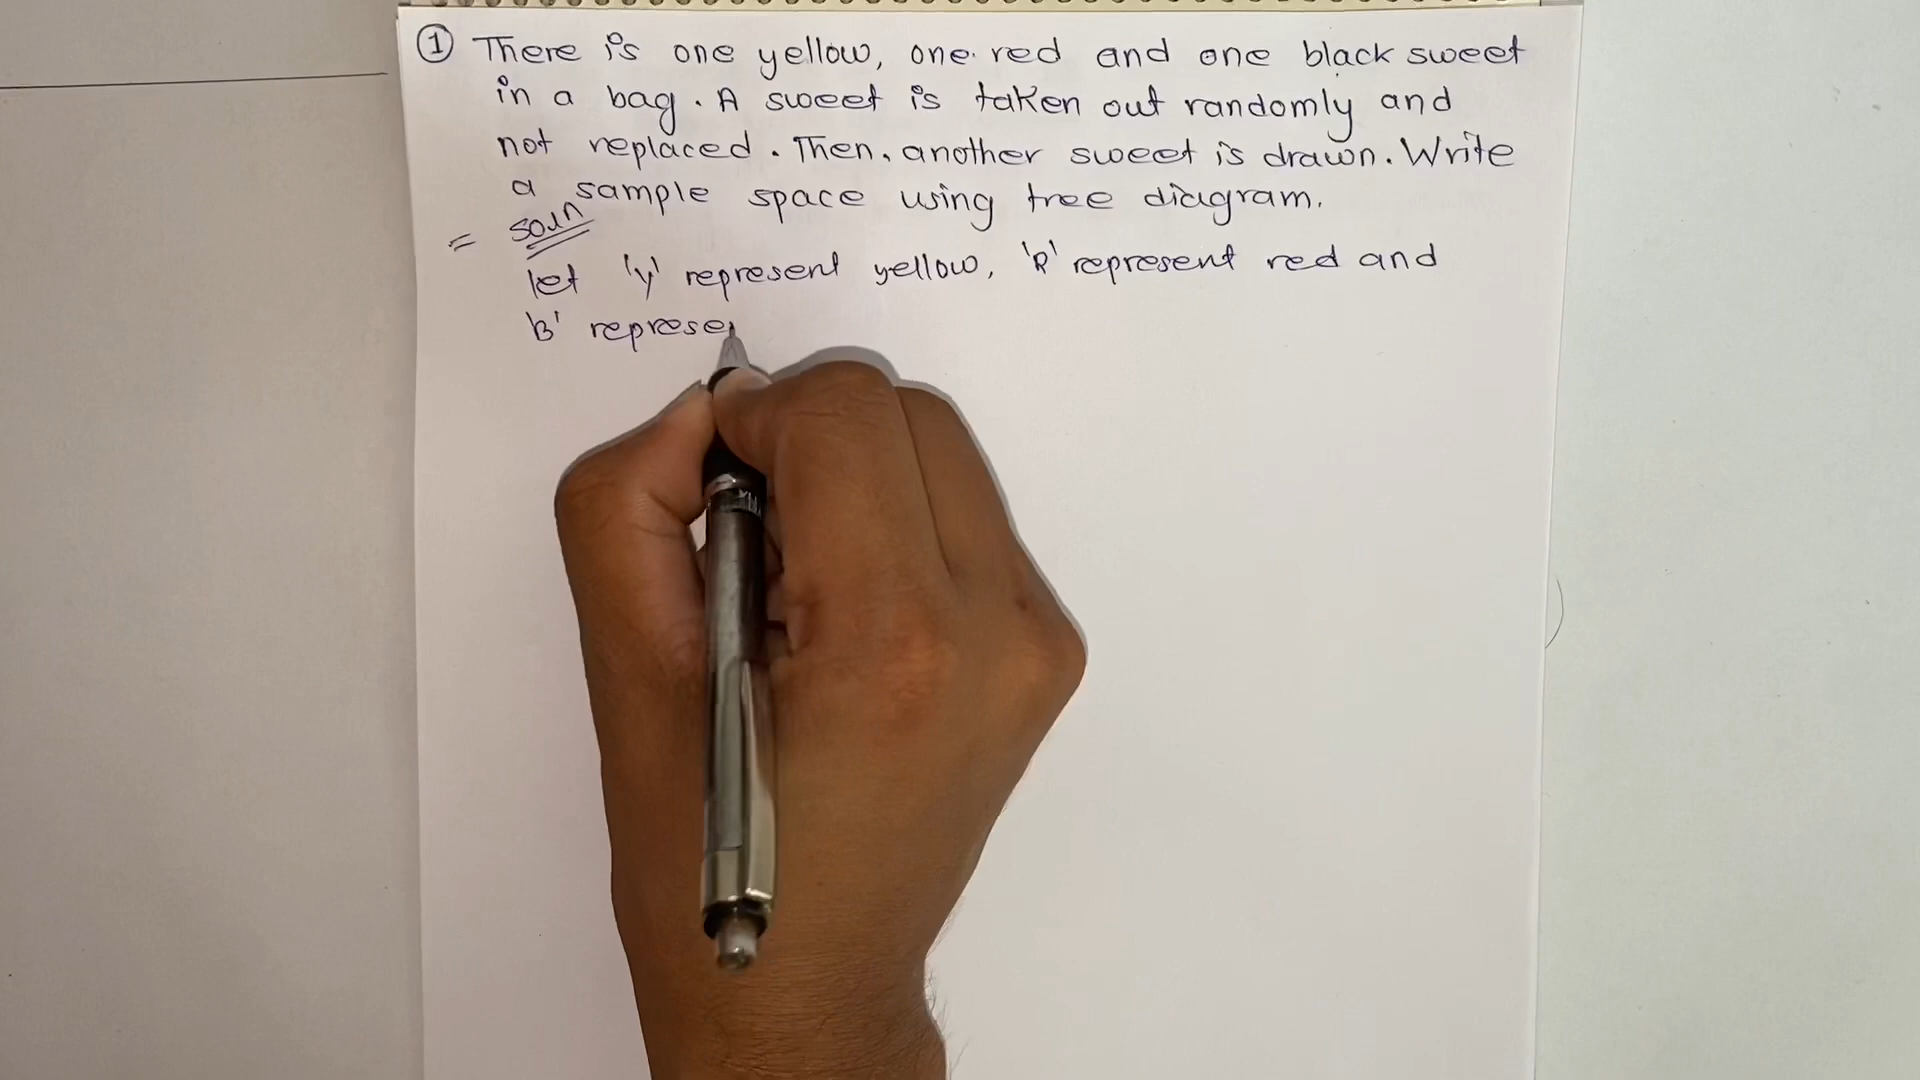 ① There is one yellow, one red and one black sweet
in a bag. A sweet is taken out randomly and
not replaced. Then, another sweet is drawn. Write
a sample space using tree diagram.
= soln
let 'y' represent yellow, 'R' represent red and
'B' represe